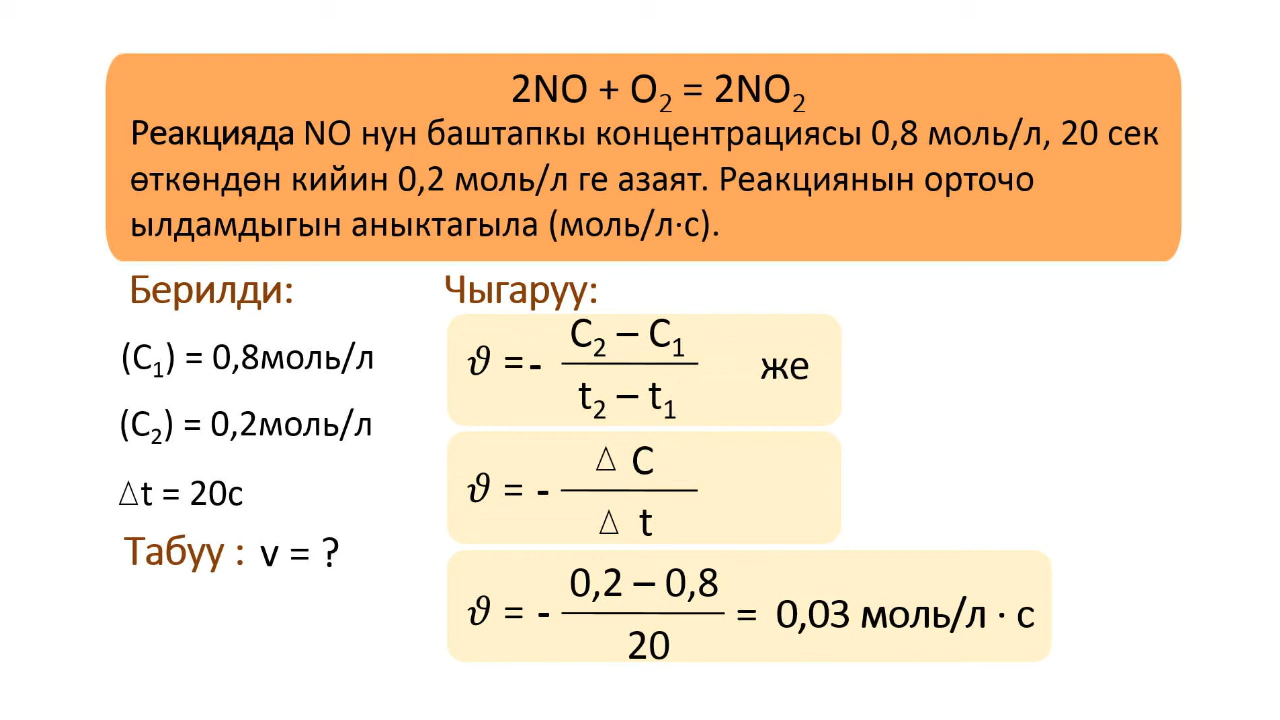 2NO + O₂ = 2NO₂
Реакцияда NO нун баштапкы концентрациясы 0,8 моль/л, 20 сек
өткөндөн кийин 0,2 моль/л ге азаят. Реакциянын орточо
ылдамдыгын аныктагыла (моль/л·с).
Берилди:
(C₁) = 0,8моль/л
(C₂) = 0,2моль/л
△t = 20с
Табуу : v = ?
Чыгаруу:
𝜗 = - C₂ – C₁ / t₂ – t₁ же
𝜗 = - △ C / △ t
𝜗 = - 0,2 – 0,8 / 20 = 0,03 моль/л · с